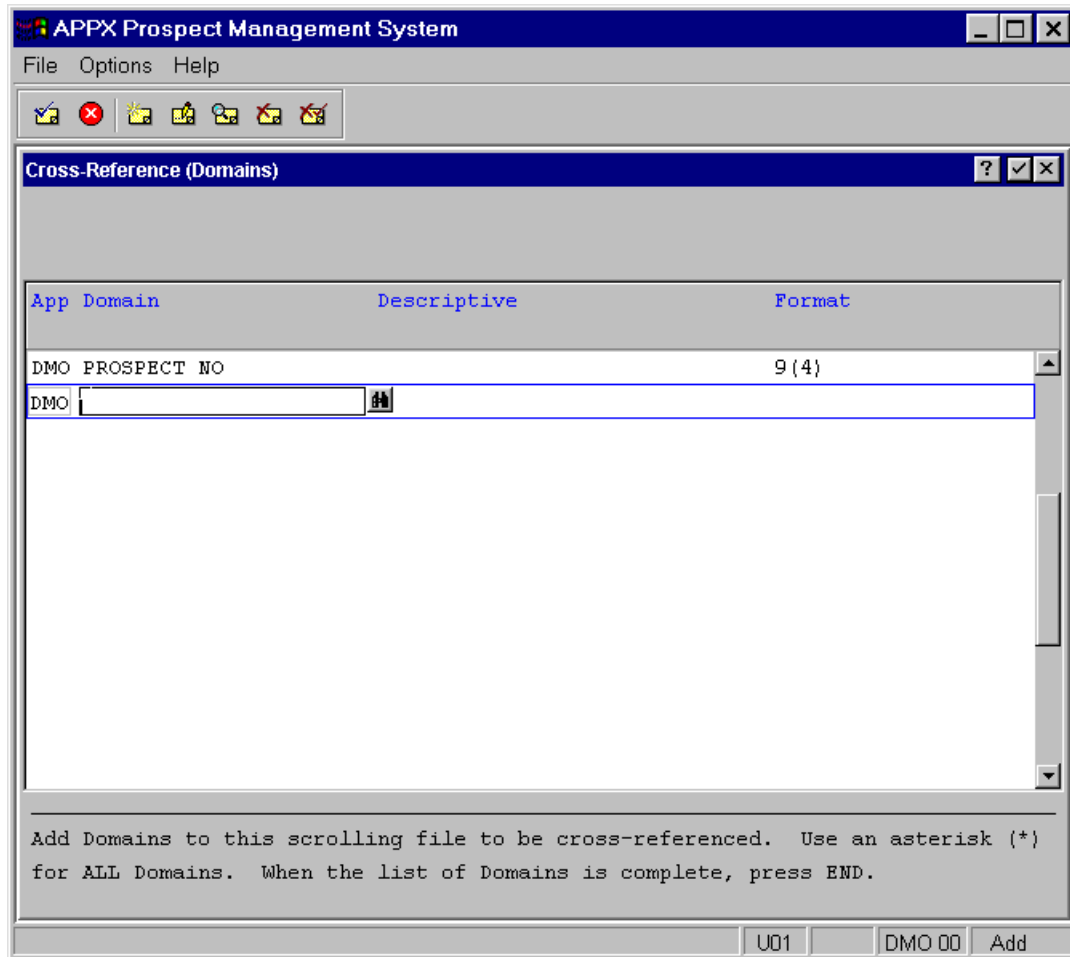 APPX Prospect Management System
File Options Help
Cross-Reference (Domains)
App Domain Descriptive Format
DMO PROSPECT NO 9(4)
DMO
Add Domains to this scrolling file to be cross-referenced. Use an asterisk (*)
for ALL Domains. When the list of Domains is complete, press END.
U01 DMO 00 Add